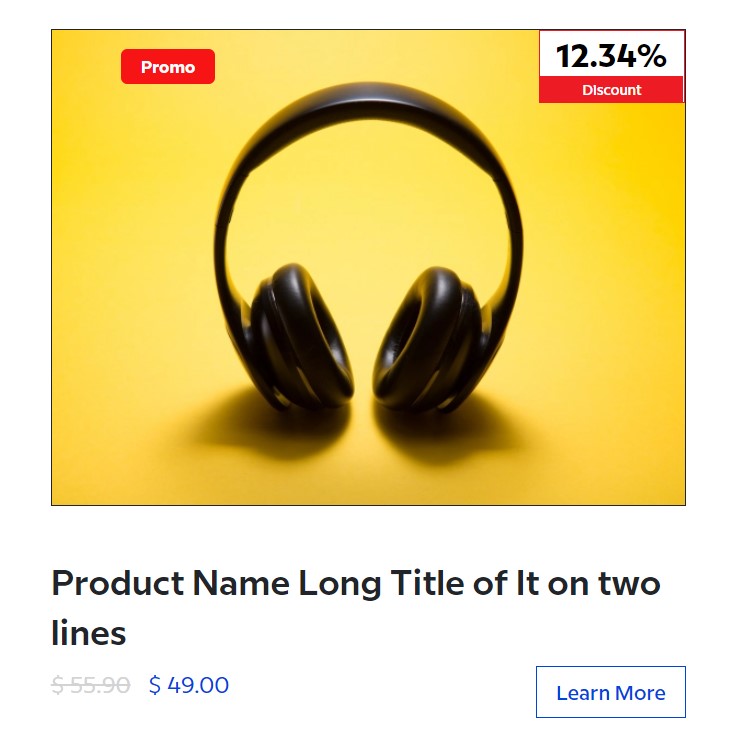 Promo
12.34%
Discount
Product Name Long Title of It on two
lines
$ 55.90 $ 49.00
Learn More